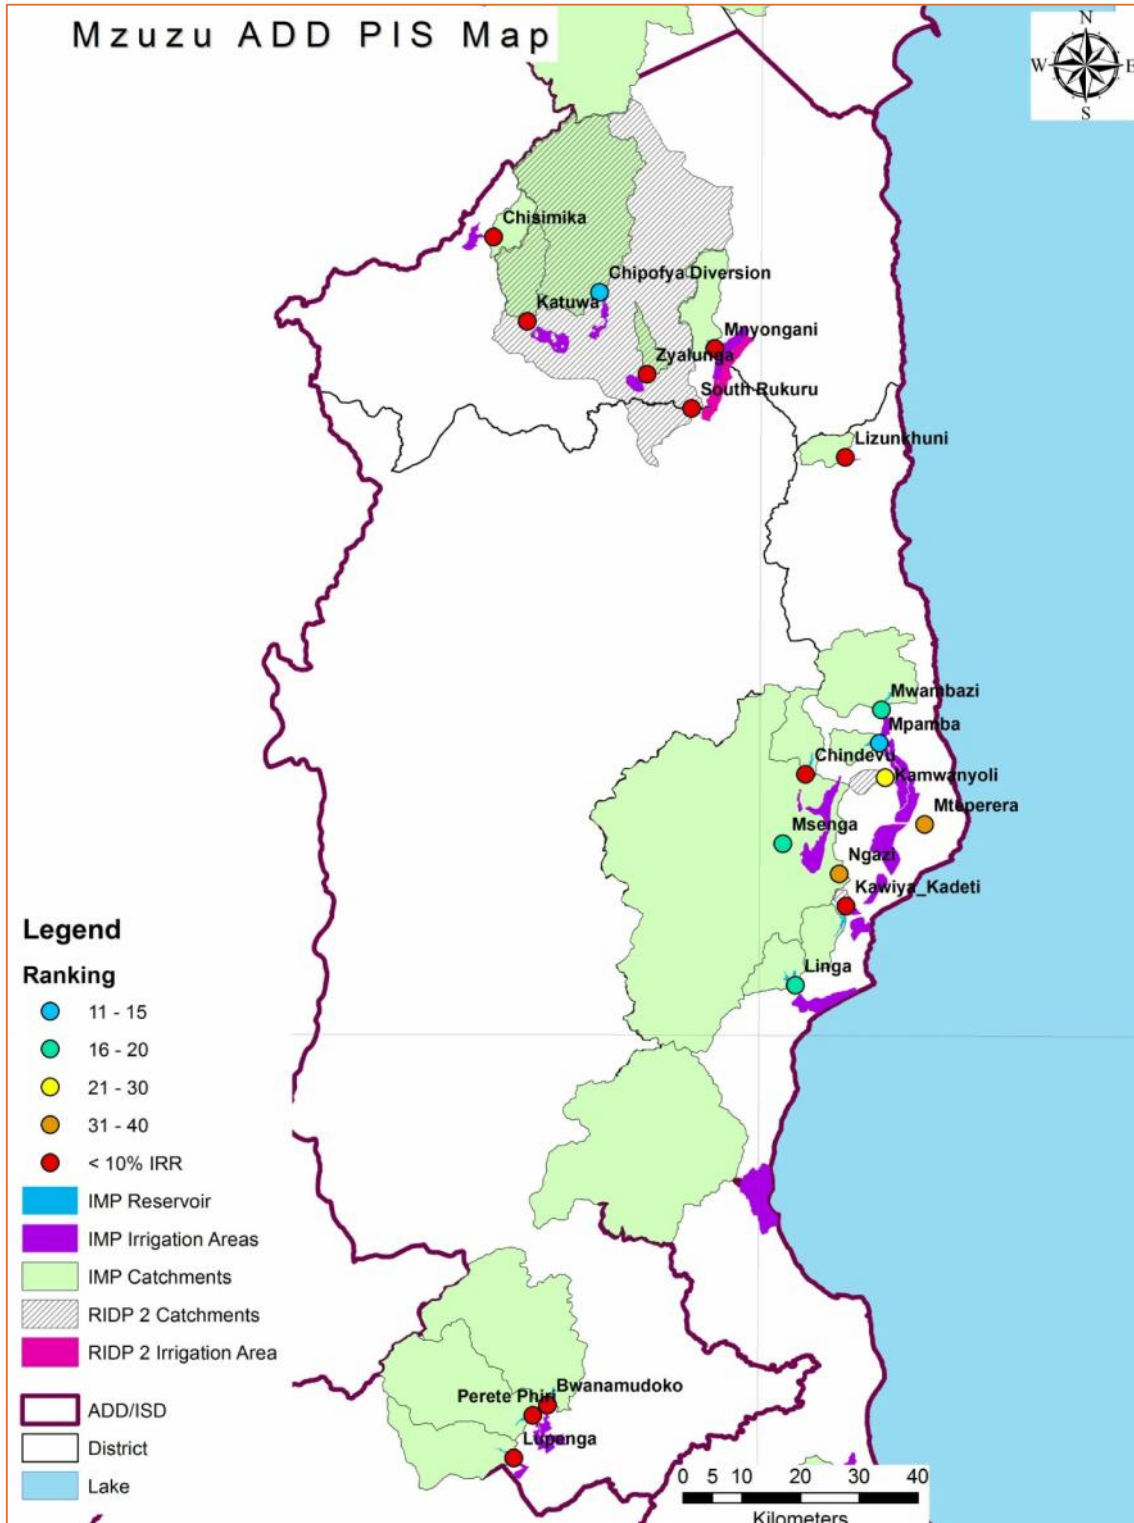 Mzuzu ADD PIS Map
N
W E
S
Chisimika
Chipofya Diversion
Katuwa
Mnyongani
Zyalunga
South Rukuru
Lizunkhuni
Mwambazi
Mpamba
Chindevu
Kamwanyoli
Mteperera
Msenga
Ngazi
Kawiya_Kadeti
Linga
Legend
Ranking
11 - 15
16 - 20
21 - 30
31 - 40
< 10% IRR
IMP Reservoir
IMP Irrigation Areas
IMP Catchments
RIDP 2 Catchments
RIDP 2 Irrigation Area
ADD/ISD
District
Lake
Bwanamudoko
Perete Phiri
Lupenga
0 5 10 20 30 40
Kilometers